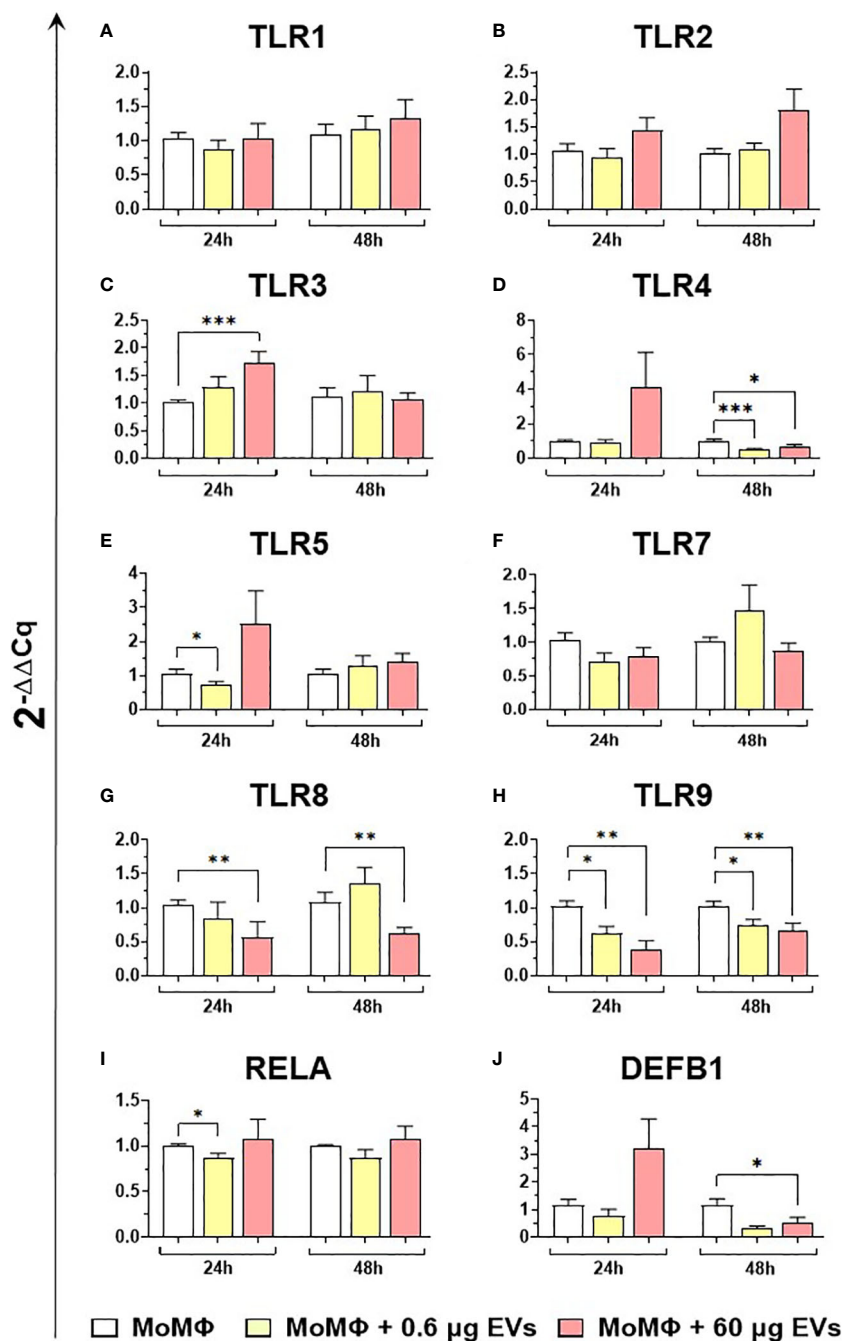 A TLR1
2.0
1.5
1.0
0.5
0.0
24h 48h
B TLR2
2.5
2.0
1.5
1.0
0.5
0.0
24h 48h
C TLR3
2.5
2.0
1.5
1.0
0.5
0.0
***
24h 48h
D TLR4
8
6
4
2
0
*
***
24h 48h
E TLR5
4
3
2
1
0
*
24h 48h
F TLR7
2.0
1.5
1.0
0.5
0.0
24h 48h
G TLR8
2.0
1.5
1.0
0.5
0.0
** **
24h 48h
H TLR9
2.0
1.5
1.0
0.5
0.0
** **
* *
24h 48h
I RELA
1.5
1.0
0.5
0.0
*
24h 48h
J DEFB1
5
4
3
2
1
0
*
24h 48h
2-ΔΔCq
MoMΦ MoMΦ + 0.6 µg EVs MoMΦ + 60 µg EVs